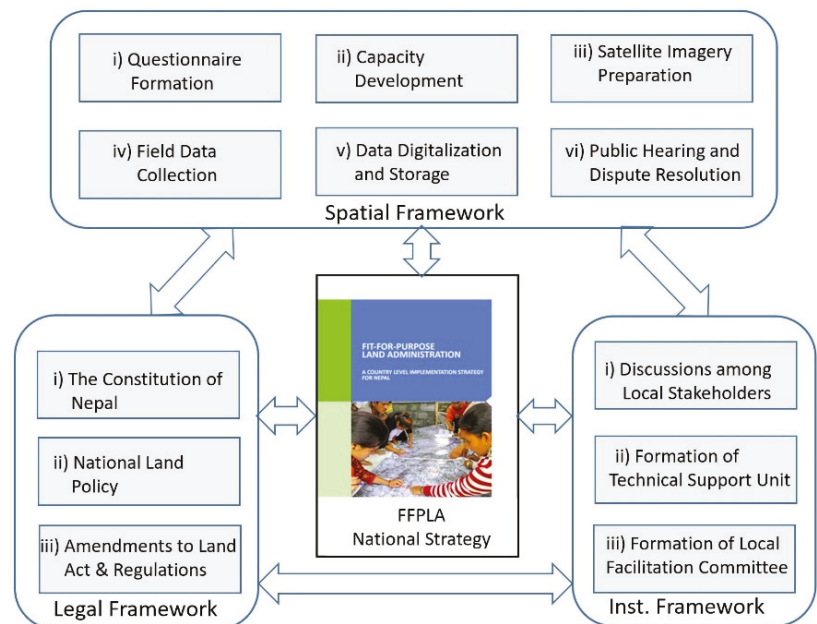 i) Questionnaire
Formation
ii) Capacity
Development
iii) Satellite Imagery
Preparation
iv) Field Data
Collection
v) Data Digitalization
and Storage
vi) Public Hearing and
Dispute Resolution
Spatial Framework
i) The Constitution of
Nepal
ii) National Land
Policy
iii) Amendments to Land
Act & Regulations
Legal Framework
FIT-FOR-PURPOSE
LAND ADMINISTRATION
A COUNTRY LEVEL IMPLEMENTATION STRATEGY
FOR NEPAL
FFPLA
National Strategy
i) Discussions among
Local Stakeholders
ii) Formation of
Technical Support Unit
iii) Formation of Local
Facilitation Committee
Inst. Framework